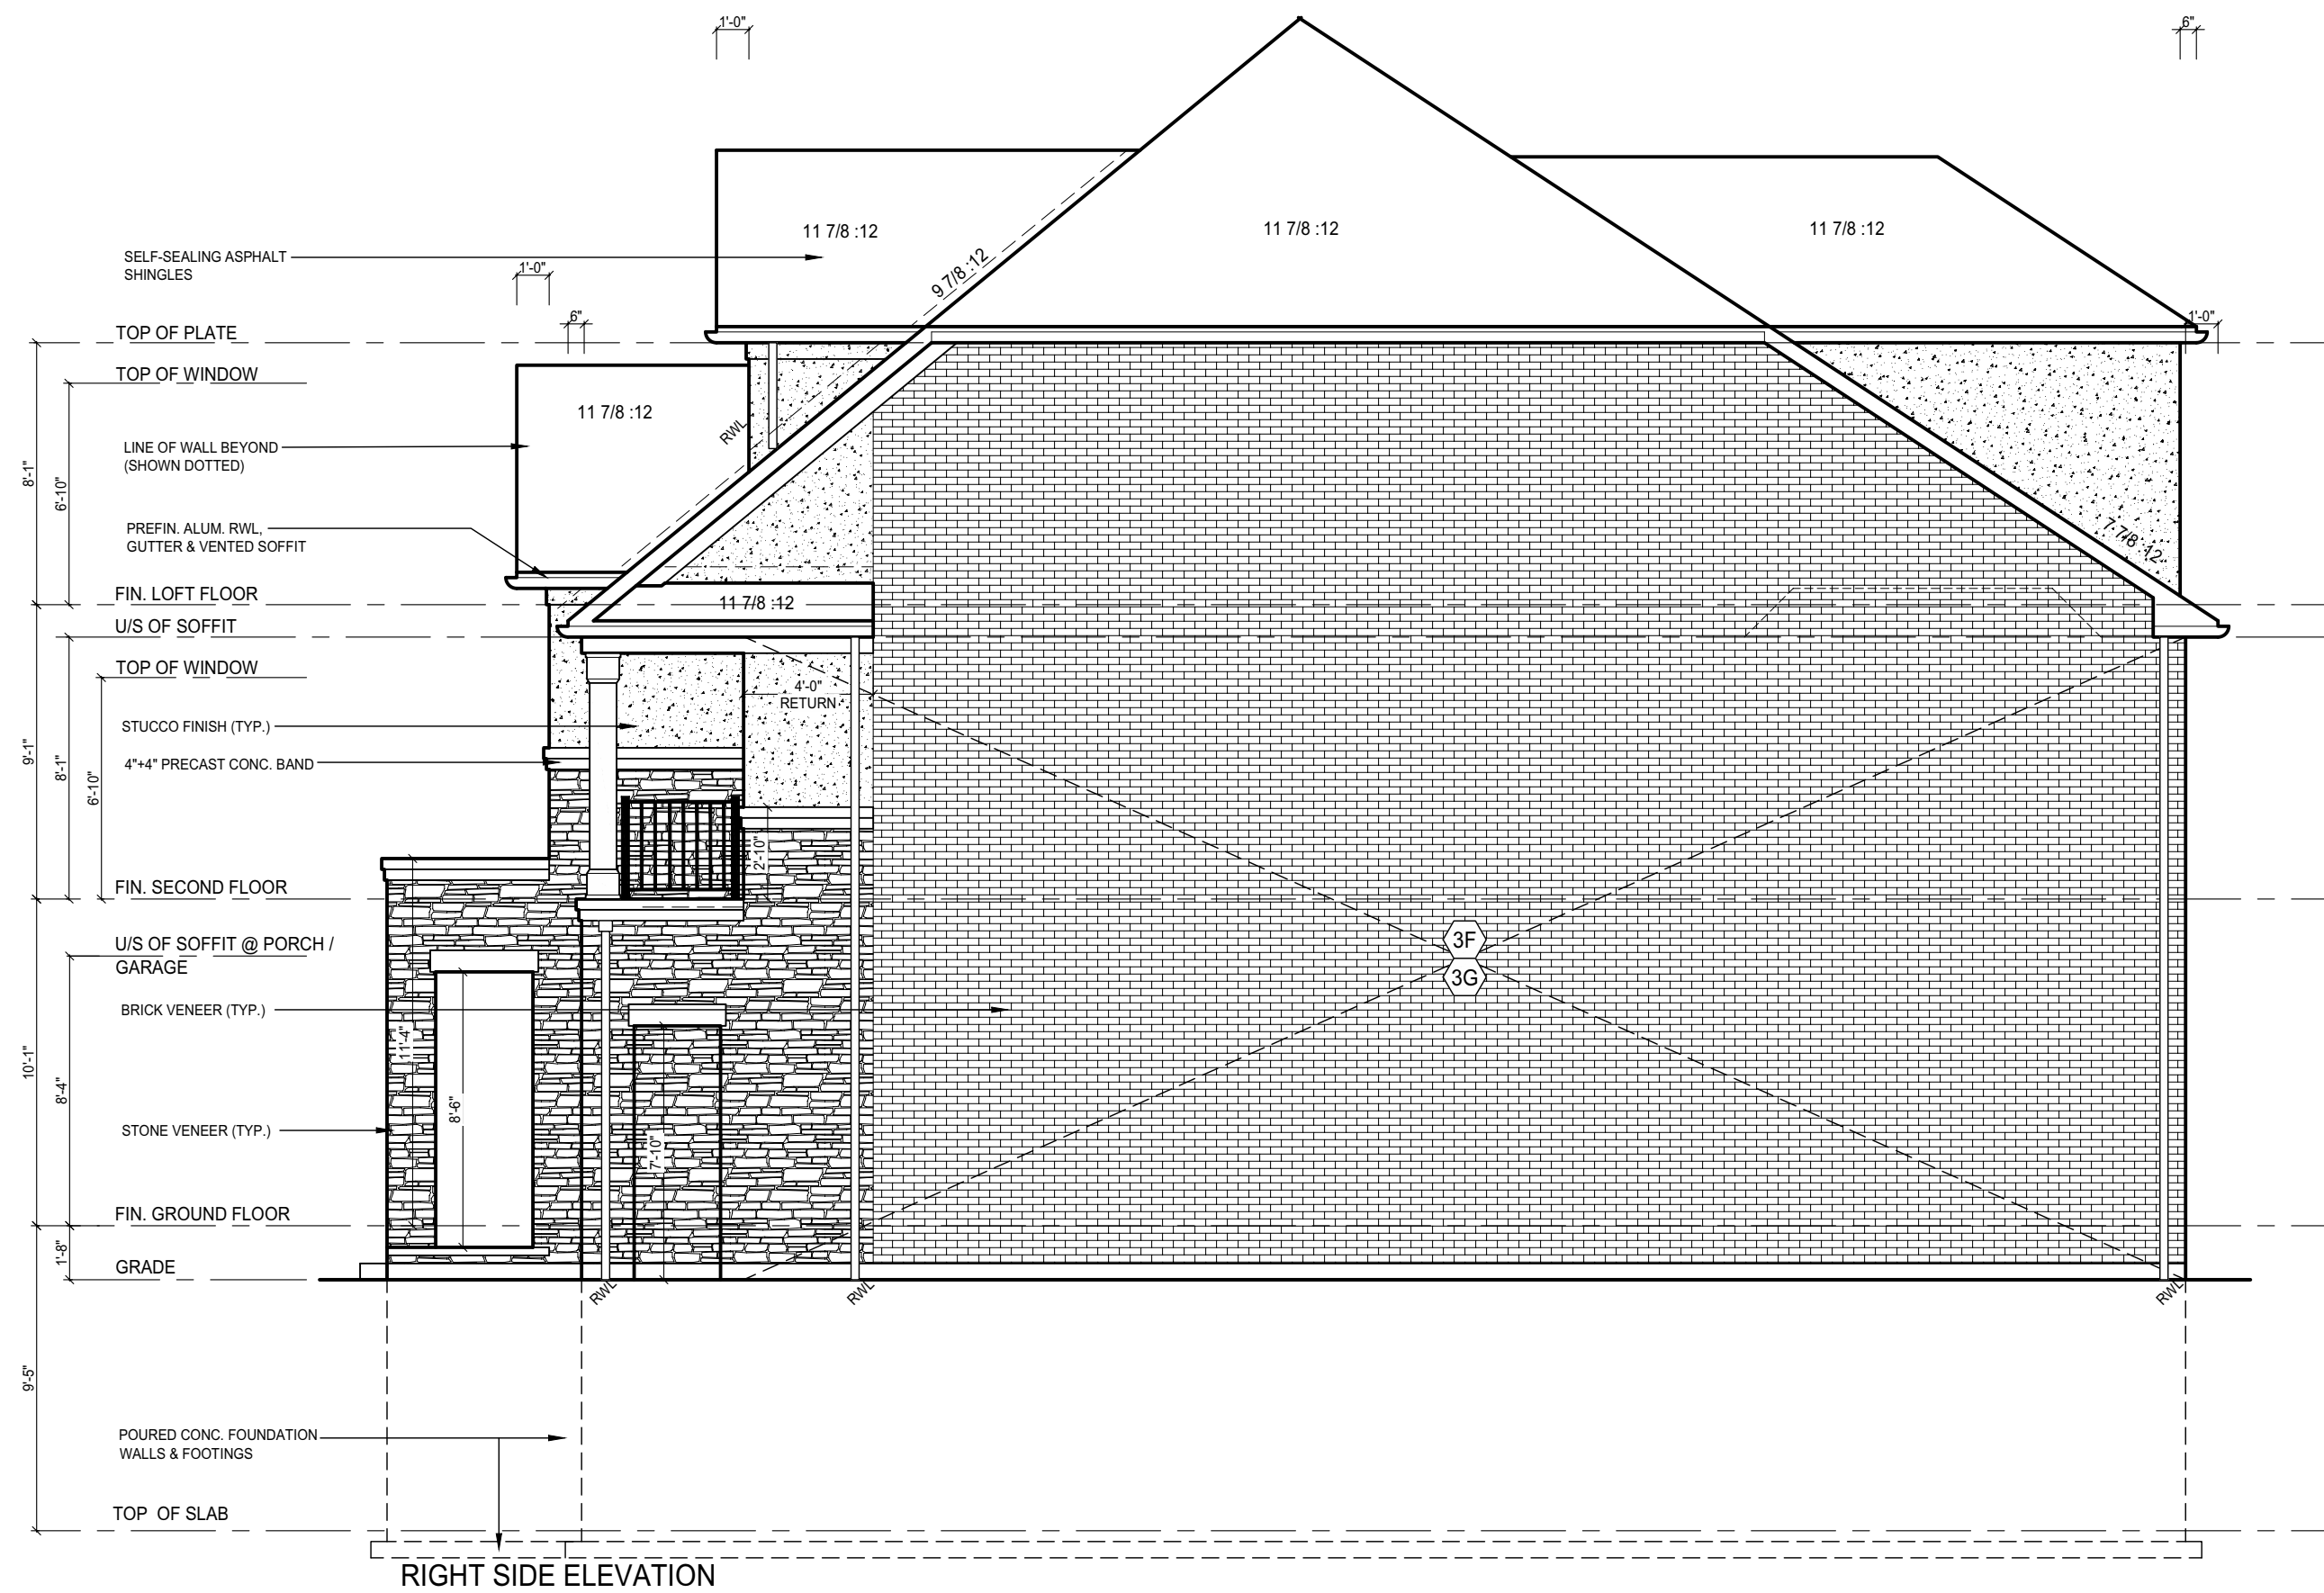 1'-0"
6"
11 7/8 :12
11 7/8 :12
11 7/8 :12
SELF-SEALING ASPHALT
SHINGLES
9 7/8 :12
1'-0"
6"
1'-0"
TOP OF PLATE
TOP OF WINDOW
11 7/8 :12
RWL
LINE OF WALL BEYOND
(SHOWN DOTTED)
8'-1"
6'-10"
PREFIN. ALUM. RWL,
GUTTER & VENTED SOFFIT
7 7/8 :12
FIN. LOFT FLOOR
11 7/8 :12
U/S OF SOFFIT
TOP OF WINDOW
4'-0"
RETURN
STUCCO FINISH (TYP.)
4"+4" PRECAST CONC. BAND
9'-1"
8'-1"
6'-10"
2'-10"
FIN. SECOND FLOOR
U/S OF SOFFIT @ PORCH /
GARAGE
3F
3G
BRICK VENEER (TYP.)
11'-4"
10'-1"
8'-4"
8'-6"
7'-10"
STONE VENEER (TYP.)
FIN. GROUND FLOOR
1'-8"
GRADE
RWL
RWL
RWL
9'-5"
POURED CONC. FOUNDATION
WALLS & FOOTINGS
TOP OF SLAB
RIGHT SIDE ELEVATION